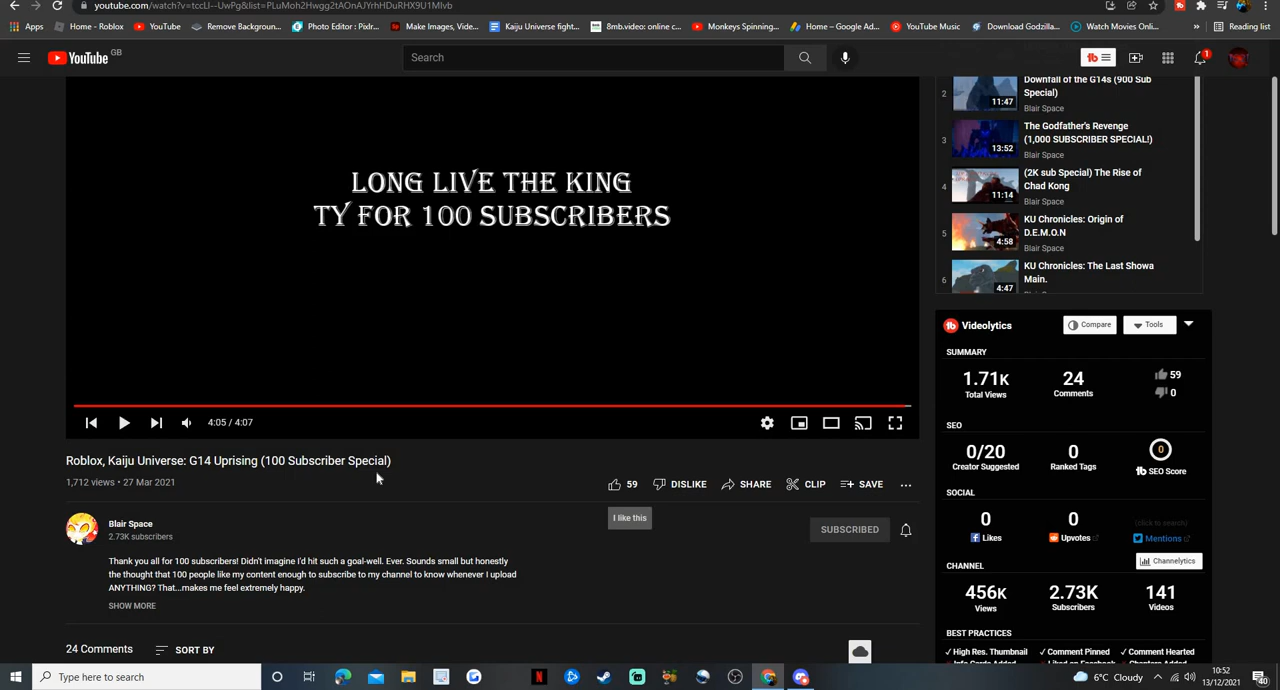 youtube.com/watch?v=tccLI--UwPg&list=PLuMoh2Hwgg2tAOnAJYrhHDuRHX9U1Mlvb
Apps Home - Roblox YouTube Remove Background... Photo Editor : Pixlr... Make Images, Vide... Kaiju Universe fight... 8mb.video: online c... Monkeys Spinning... Home – Google Ad... YouTube Music Download Godzilla... Watch Movies Onli... » Reading list
YouTube GB
Search
1
LONG LIVE THE KING
TY FOR 100 SUBSCRIBERS
4:05 / 4:07
Roblox, Kaiju Universe: G14 Uprising (100 Subscriber Special)
1,712 views • 27 Mar 2021
59 DISLIKE SHARE CLIP SAVE ...
I like this
Blair Space
2.73K subscribers
SUBSCRIBED
Thank you all for 100 subscribers! Didn't imagine I'd hit such a goal-well. Ever. Sounds small but honestly
the thought that 100 people like my content enough to subscribe to my channel to know whenever I upload
ANYTHING? That...makes me feel extremely happy.
SHOW MORE
24 Comments SORT BY
2
11:47
Downfall of the G14s (900 Sub
Special)
Blair Space
3
13:52
The Godfather's Revenge
(1,000 SUBSCRIBER SPECIAL!)
Blair Space
4
11:14
(2K sub Special) The Rise of
Chad Kong
Blair Space
5
4:58
KU Chronicles: Origin of
D.E.M.O.N
Blair Space
6
4:47
KU Chronicles: The Last Showa
Main.
tb Videolytics Compare Tools
SUMMARY
1.71K 24 59
Total Views Comments 0
SEO
0/20 0 0
Creator Suggested Ranked Tags tb SEO Score
SOCIAL
0 0 (click to search)
Likes Upvotes Mentions
Channelytics
CHANNEL
456K 2.73K 141
Views Subscribers Videos
BEST PRACTICES
High Res. Thumbnail Comment Pinned Comment Hearted
Type here to search
6°C Cloudy
10:52
13/12/2021
40